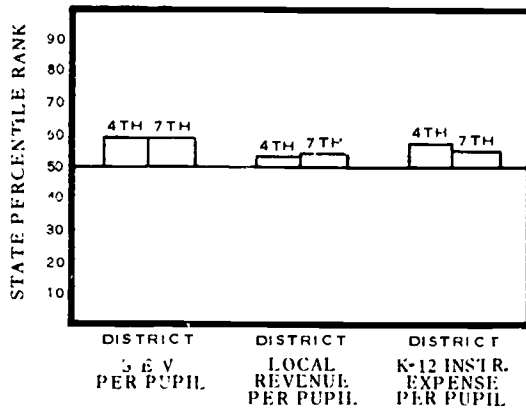 STATE PERCENTILE RANK
90
80
70
60
50
40
30
20
10
4TH 7TH
4TH 7TH
4TH 7TH
DISTRICT
S E V
PER PUPIL
DISTRICT
LOCAL
REVENUE
PER PUPIL
DISTRICT
K-12 INSTR.
EXPENSE
PER PUPIL